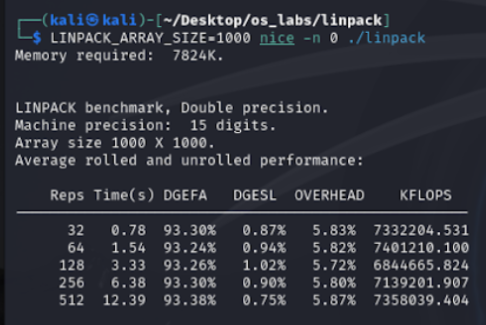 ┌──(kali㉿kali)-[~/Desktop/os_labs/linpack]
└─$ LINPACK_ARRAY_SIZE=1000 nice -n 0 ./linpack
Memory required:  7824K.
LINPACK benchmark, Double precision.
Machine precision:  15 digits.
Array size 1000 X 1000.
Average rolled and unrolled performance:
Reps Time(s) DGEFA   DGESL  OVERHEAD    KFLOPS
32   0.78  93.30%   0.87%   5.83%  7332204.531
64   1.54  93.24%   0.94%   5.82%  7401210.100
128   3.33  93.26%   1.02%   5.72%  6844665.824
256   6.38  93.30%   0.90%   5.80%  7139201.907
512  12.39  93.38%   0.75%   5.87%  7358039.404